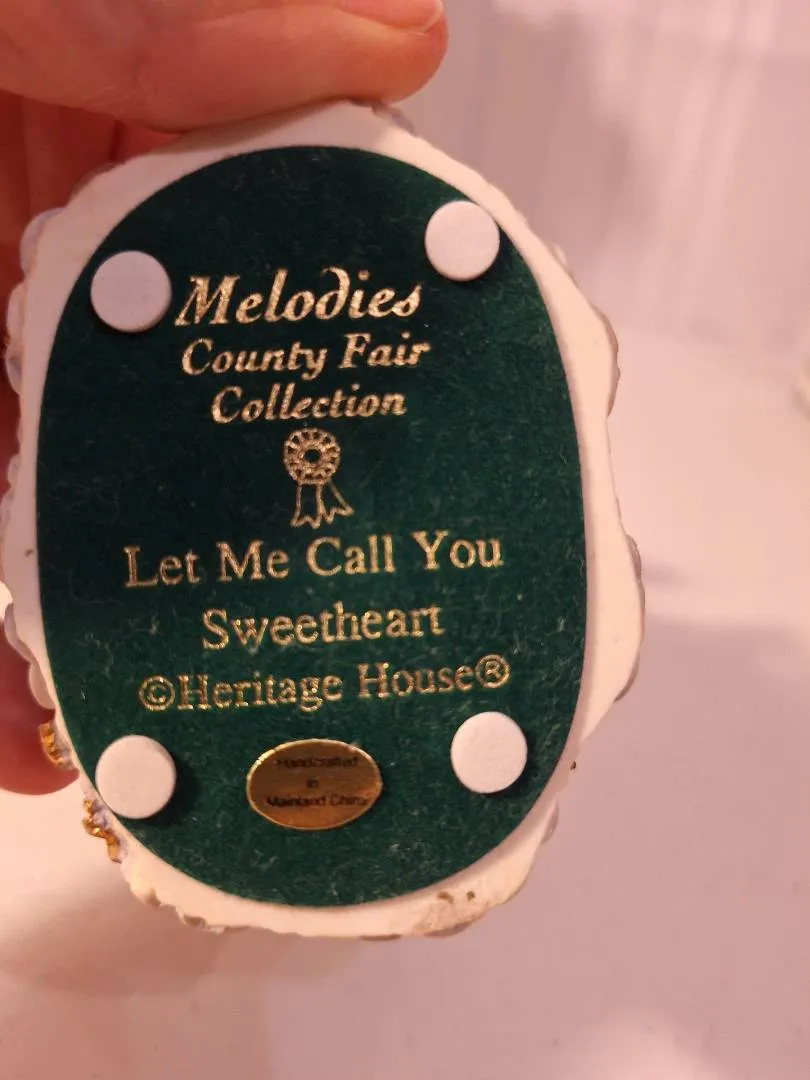 Melodies
County Fair
Collection
Let Me Call You
Sweetheart
©Heritage House®
Handcrafted
in
Mainland China